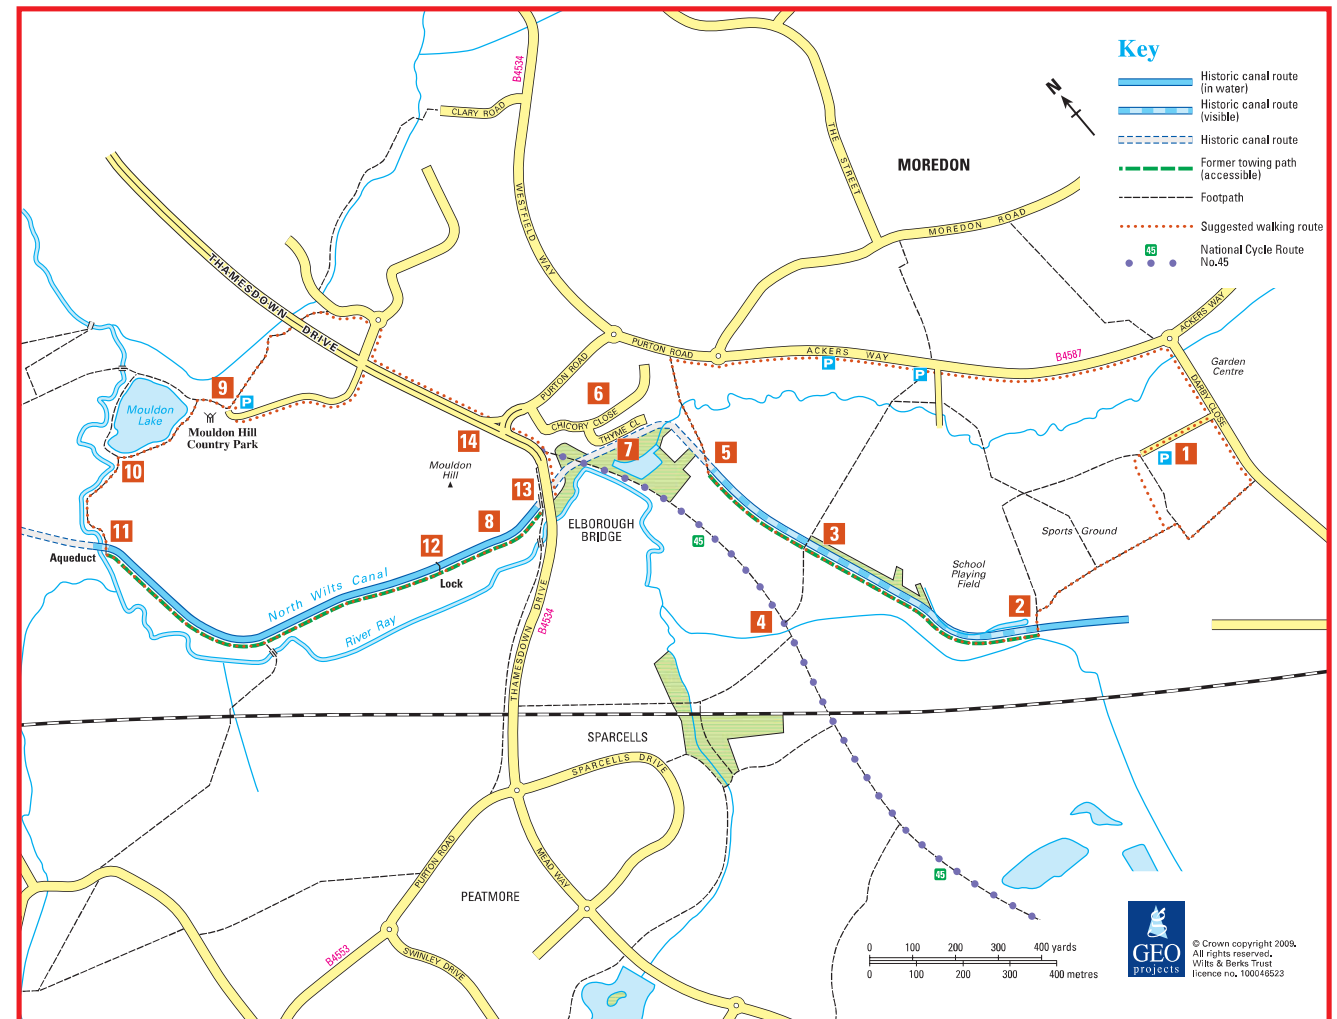 Key
Historic canal route
(in water)
Historic canal route
(visible)
Historic canal route
Former towing path
(accessible)
Footpath
Suggested walking route
45
National Cycle Route
No.45
N
B4534
CLARY ROAD
THE STREET
MOREDON
WESTFIELD WAY
MOREDON ROAD
THAMESDOWN DRIVE
ACKERS WAY
PURTON ROAD
ACKERS WAY
B4587
P
P
Garden
Centre
DARBY CLOSE
PURTON ROAD
6
9
P
Mouldon
Lake
Mouldon Hill
Country Park
CHICORY CLOSE
THYME CL
14
7
5
1
P
10
Mouldon
Hill
13
11
8
ELBOROUGH
BRIDGE
3
Sports Ground
45
Aqueduct
12
Lock
School
Playing
Field
North Wilts Canal
2
4
River Ray
THAMESDOWN DRIVE
B4534
SPARCELLS
SPARCELLS DRIVE
PURTON ROAD
MEAD WAY
45
PEATMORE
B4553
SWINLEY DRIVE
0 100 200 300 400 yards
0 100 200 300 400 metres
GEO
projects
© Crown copyright 2009.
All rights reserved.
Wilts & Berks Trust
licence no. 100046523